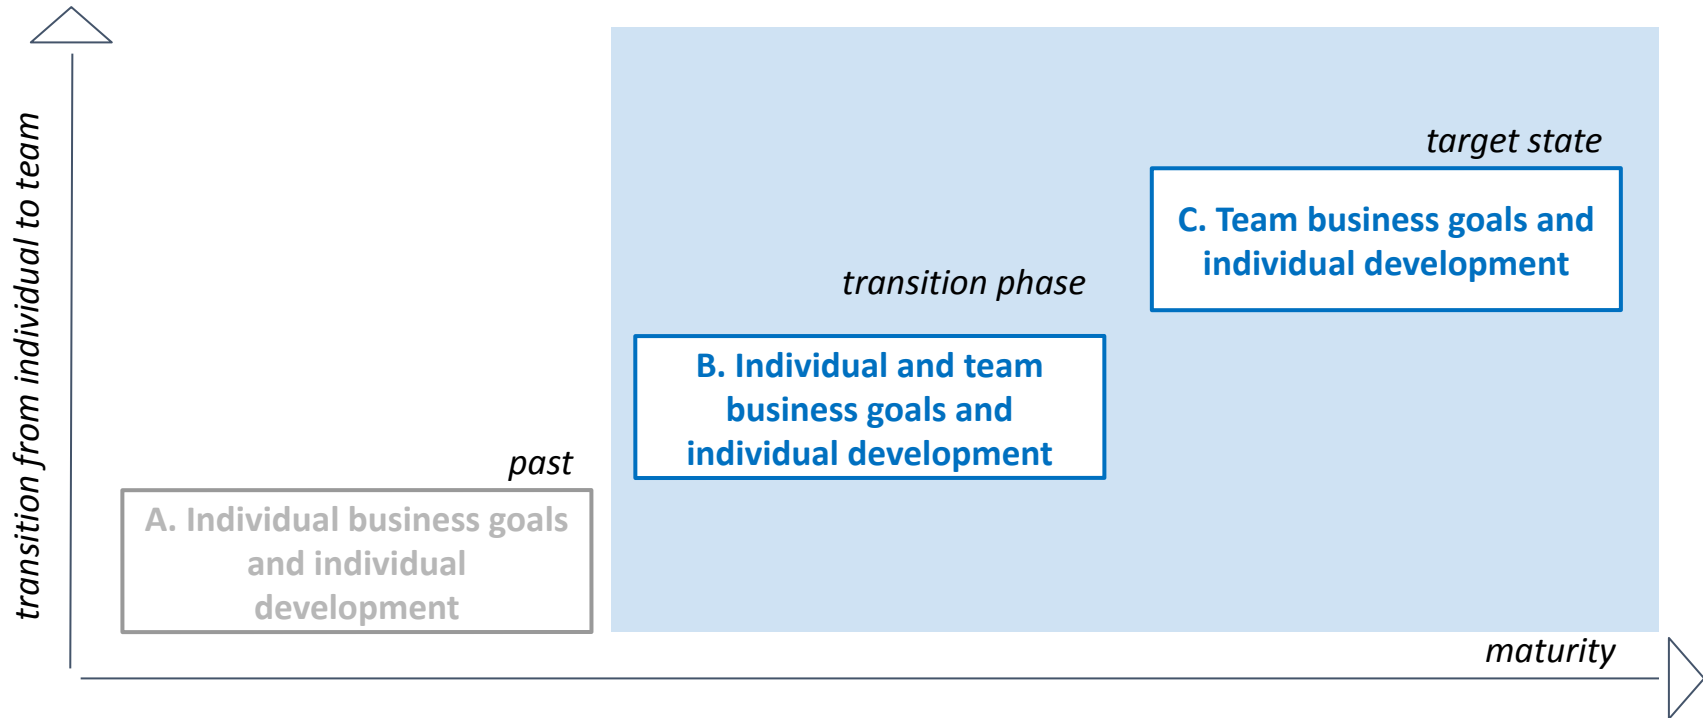 transition from individual to team
target state
C. Team business goals and
individual development
transition phase
B. Individual and team
business goals and
individual development
past
A. Individual business goals
and individual
development
maturity